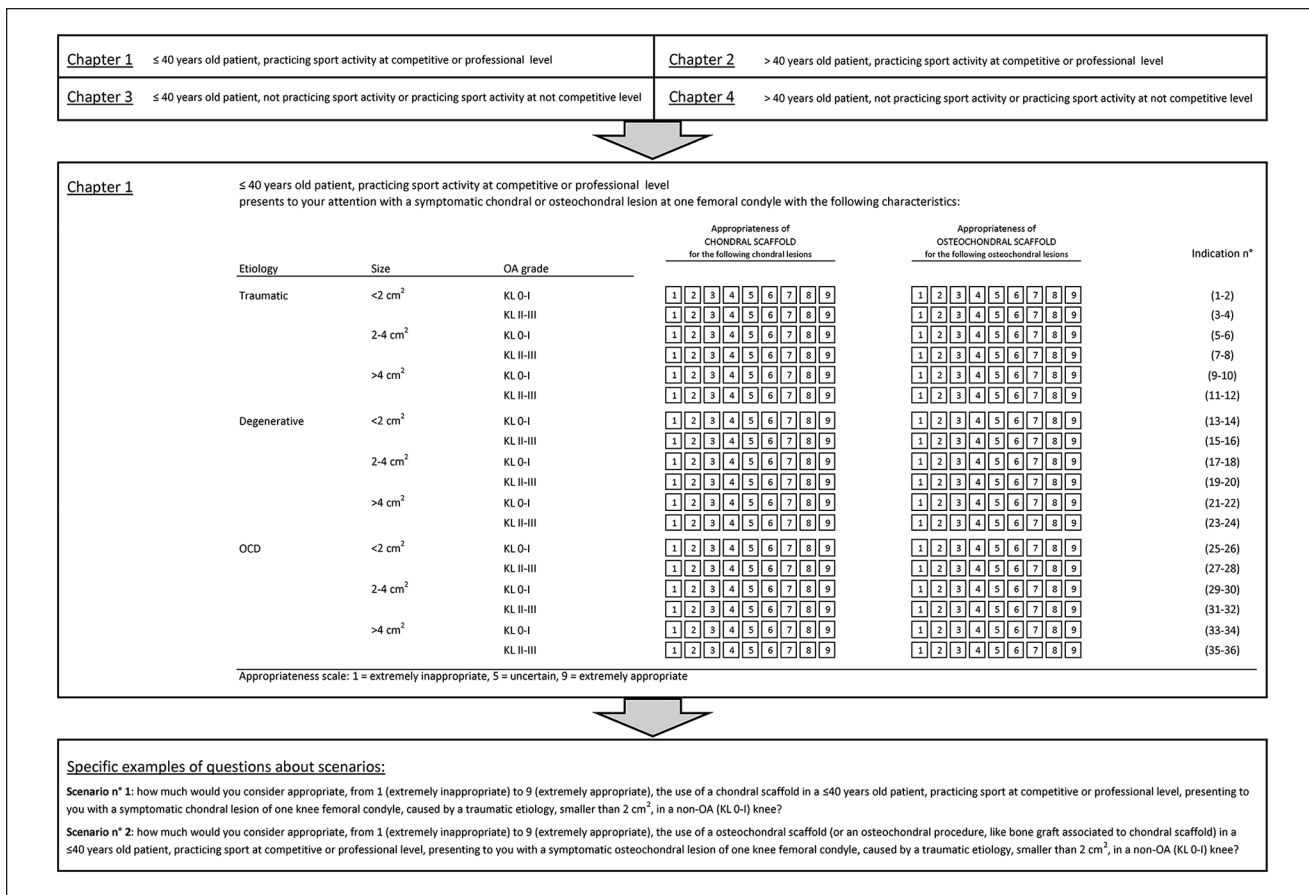 Chapter 1 ≤ 40 years old patient, practicing sport activity at competitive or professional level
Chapter 2 > 40 years old patient, practicing sport activity at competitive or professional level
Chapter 3 ≤ 40 years old patient, not practicing sport activity or practicing sport activity at not competitive level
Chapter 4 > 40 years old patient, not practicing sport activity or practicing sport activity at not competitive level
Chapter 1 ≤ 40 years old patient, practicing sport activity at competitive or professional level
presents to your attention with a symptomatic chondral or osteochondral lesion at one femoral condyle with the following characteristics:
Appropriateness of
CHONDRAL SCAFFOLD
for the following chondral lesions
Appropriateness of
OSTEOCHONDRAL SCAFFOLD
for the following osteochondral lesions
Etiology Size OA grade Indication n°
Traumatic <2 cm² KL 0-I 1 2 3 4 5 6 7 8 9 1 2 3 4 5 6 7 8 9 (1-2)
KL II-III 1 2 3 4 5 6 7 8 9 1 2 3 4 5 6 7 8 9 (3-4)
2-4 cm² KL 0-I 1 2 3 4 5 6 7 8 9 1 2 3 4 5 6 7 8 9 (5-6)
KL II-III 1 2 3 4 5 6 7 8 9 1 2 3 4 5 6 7 8 9 (7-8)
>4 cm² KL 0-I 1 2 3 4 5 6 7 8 9 1 2 3 4 5 6 7 8 9 (9-10)
KL II-III 1 2 3 4 5 6 7 8 9 1 2 3 4 5 6 7 8 9 (11-12)
Degenerative <2 cm² KL 0-I 1 2 3 4 5 6 7 8 9 1 2 3 4 5 6 7 8 9 (13-14)
KL II-III 1 2 3 4 5 6 7 8 9 1 2 3 4 5 6 7 8 9 (15-16)
2-4 cm² KL 0-I 1 2 3 4 5 6 7 8 9 1 2 3 4 5 6 7 8 9 (17-18)
KL II-III 1 2 3 4 5 6 7 8 9 1 2 3 4 5 6 7 8 9 (19-20)
>4 cm² KL 0-I 1 2 3 4 5 6 7 8 9 1 2 3 4 5 6 7 8 9 (21-22)
KL II-III 1 2 3 4 5 6 7 8 9 1 2 3 4 5 6 7 8 9 (23-24)
OCD <2 cm² KL 0-I 1 2 3 4 5 6 7 8 9 1 2 3 4 5 6 7 8 9 (25-26)
KL II-III 1 2 3 4 5 6 7 8 9 1 2 3 4 5 6 7 8 9 (27-28)
2-4 cm² KL 0-I 1 2 3 4 5 6 7 8 9 1 2 3 4 5 6 7 8 9 (29-30)
KL II-III 1 2 3 4 5 6 7 8 9 1 2 3 4 5 6 7 8 9 (31-32)
>4 cm² KL 0-I 1 2 3 4 5 6 7 8 9 1 2 3 4 5 6 7 8 9 (33-34)
KL II-III 1 2 3 4 5 6 7 8 9 1 2 3 4 5 6 7 8 9 (35-36)
Appropriateness scale: 1 = extremely inappropriate, 5 = uncertain, 9 = extremely appropriate
Specific examples of questions about scenarios:
Scenario n° 1: how much would you consider appropriate, from 1 (extremely inappropriate) to 9 (extremely appropriate), the use of a chondral scaffold in a ≤40 years old patient, practicing sport at competitive or professional level, presenting to
you with a symptomatic chondral lesion of one knee femoral condyle, caused by a traumatic etiology, smaller than 2 cm², in a non-OA (KL 0-I) knee?
Scenario n° 2: how much would you consider appropriate, from 1 (extremely inappropriate) to 9 (extremely appropriate), the use of a osteochondral scaffold (or an osteochondral procedure, like bone graft associated to chondral scaffold) in a
≤40 years old patient, practicing sport at competitive or professional level, presenting to you with a symptomatic osteochondral lesion of one knee femoral condyle, caused by a traumatic etiology, smaller than 2 cm², in a non-OA (KL 0-I) knee?